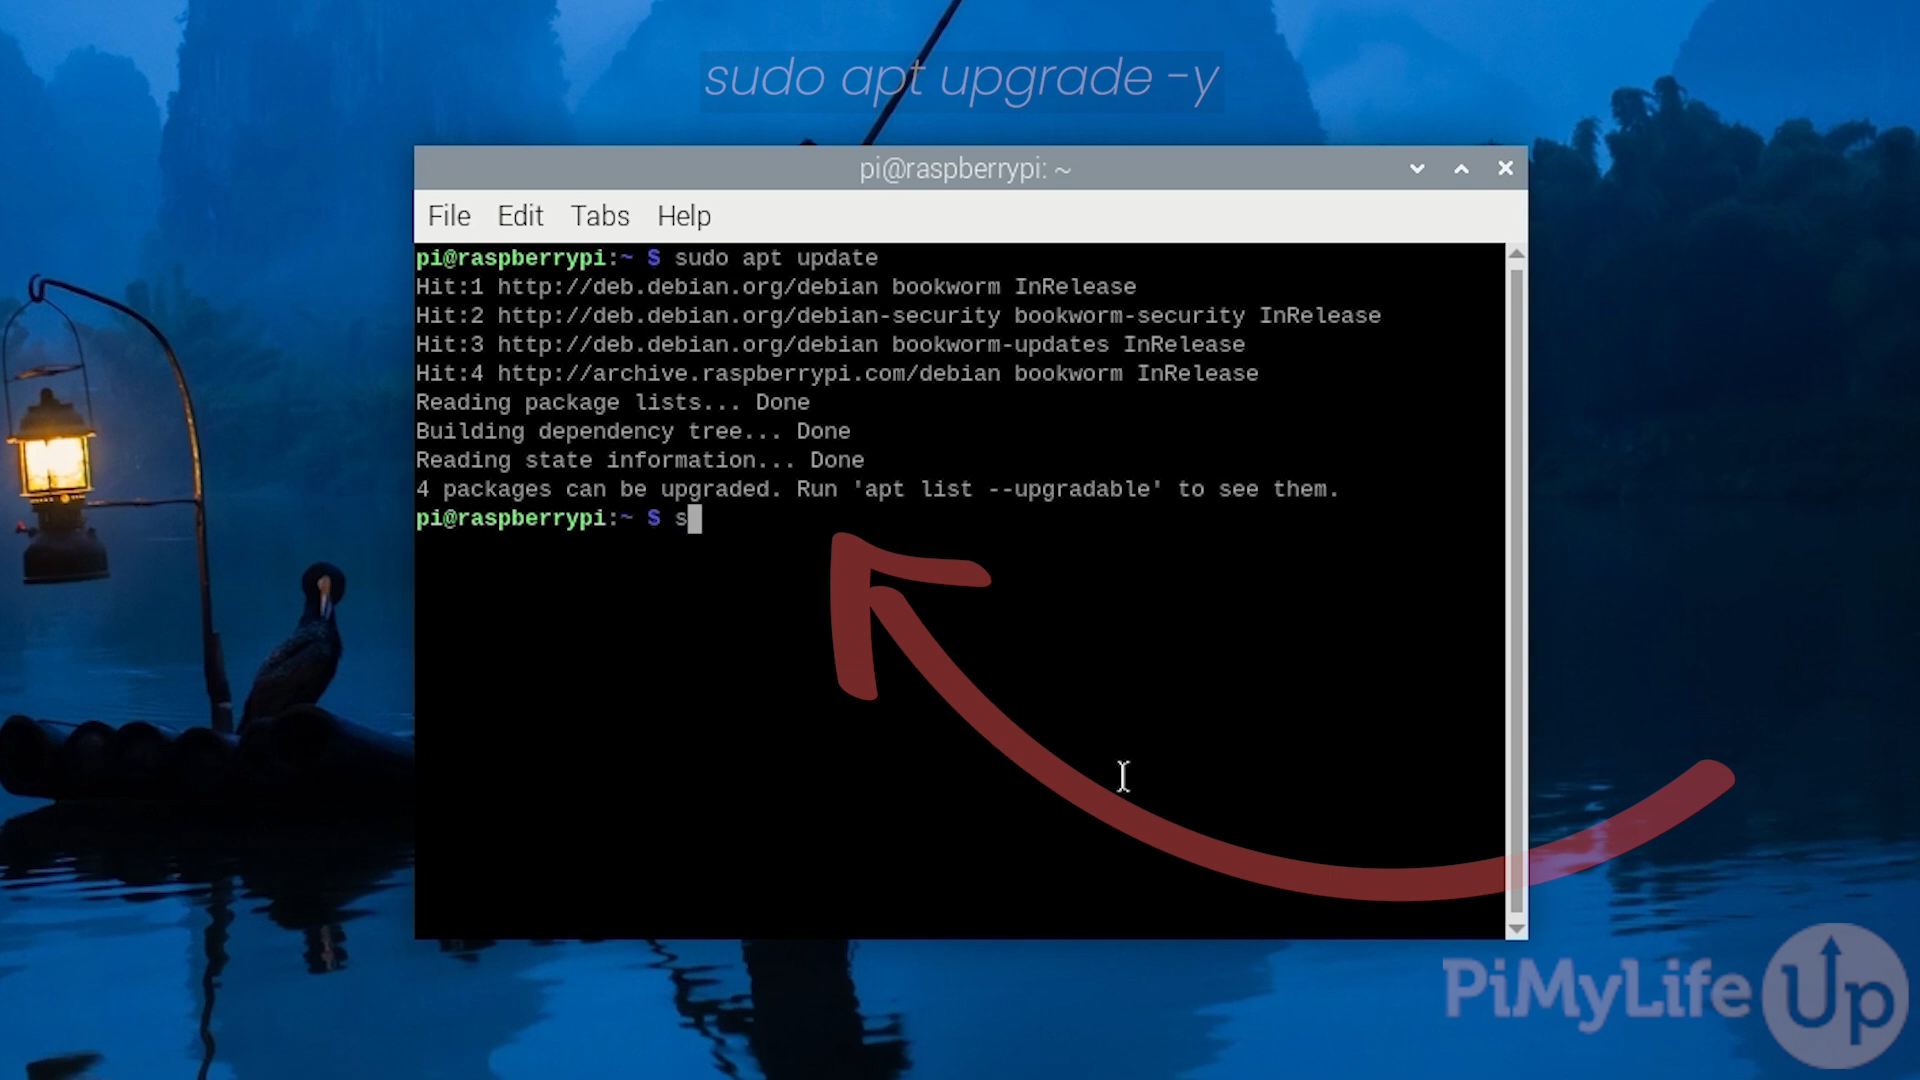 sudo apt upgrade -y
pi@raspberrypi: ~
File Edit Tabs Help
pi@raspberrypi:~ $ sudo apt update
Hit:1 http://deb.debian.org/debian bookworm InRelease
Hit:2 http://deb.debian.org/debian-security bookworm-security InRelease
Hit:3 http://deb.debian.org/debian bookworm-updates InRelease
Hit:4 http://archive.raspberrypi.com/debian bookworm InRelease
Reading package lists... Done
Building dependency tree... Done
Reading state information... Done
4 packages can be upgraded. Run 'apt list --upgradable' to see them.
pi@raspberrypi:~ $ s
PiMyLifeUp